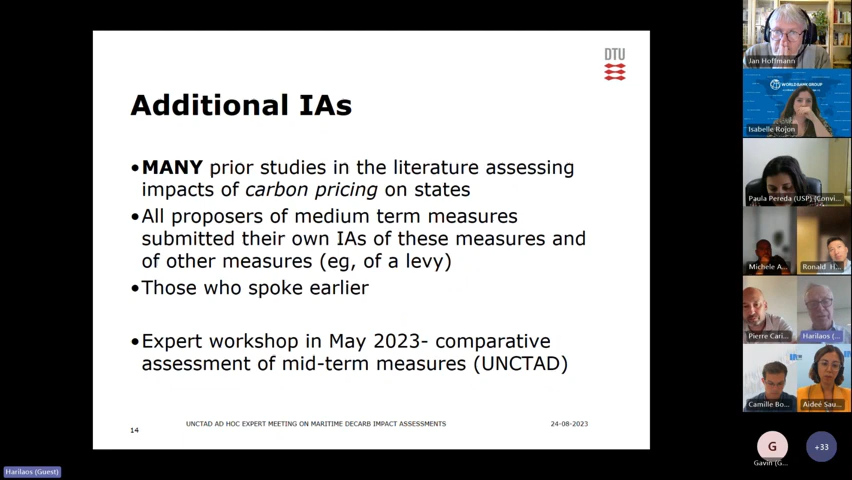 DTU
Additional IAs
•MANY prior studies in the literature assessing
impacts of carbon pricing on states
•All proposers of medium term measures
submitted their own IAs of these measures and
of other measures (eg, of a levy)
•Those who spoke earlier
•Expert workshop in May 2023- comparative
assessment of mid-term measures (UNCTAD)
14
UNCTAD AD HOC EXPERT MEETING ON MARITIME DECARB IMPACT ASSESSMENTS
24-08-2023
Harilaos (Guest)
Jan Hoffmann
WORLD BANK GROUP
Isabelle Rojon
Paula Pereda (USP) (Convi...
Michele A...
Ronald H...
Pierre Cari...
Harilaos (...
Camille Bo...
Aideé Sau...
G
+33
Gavin (G...